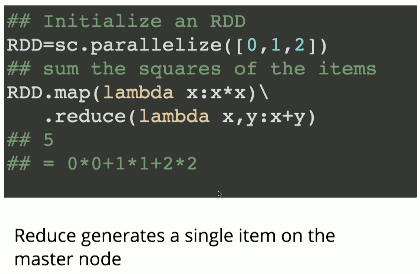 ## Initialize an RDD
RDD=sc.parallelize([0,1,2])
## sum the squares of the items
RDD.map(lambda x:x*x)\
   .reduce(lambda x,y:x+y)
## 5
## = 0*0+1*1+2*2
Reduce generates a single item on the
master node